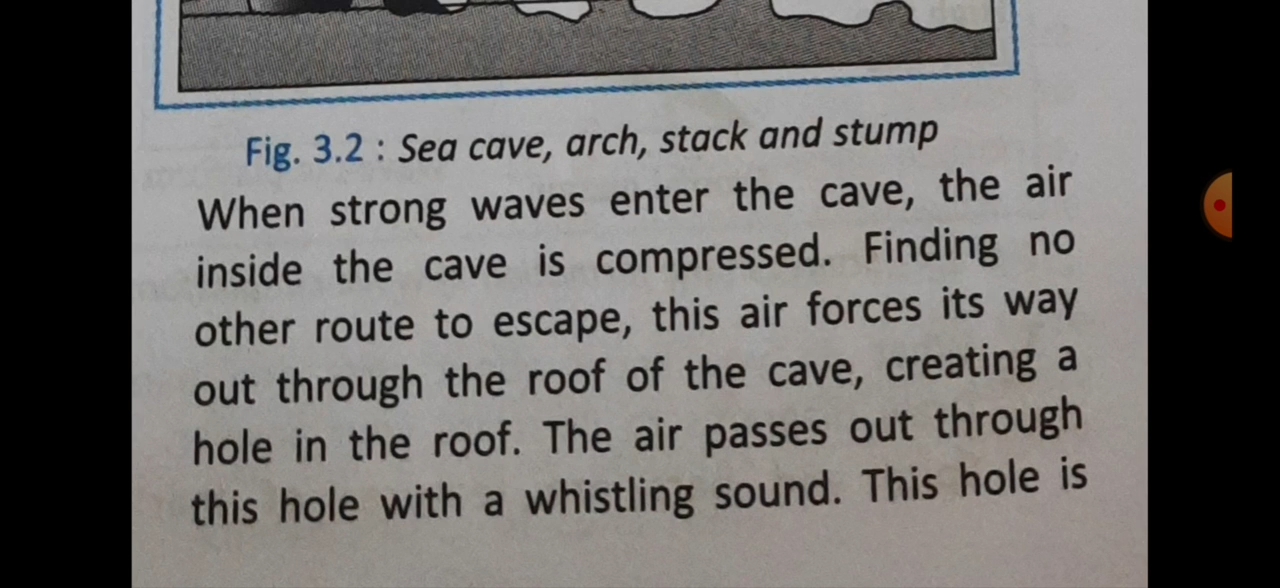 Fig. 3.2 : Sea cave, arch, stack and stump
When strong waves enter the cave, the air
inside the cave is compressed. Finding no
other route to escape, this air forces its way
out through the roof of the cave, creating a
hole in the roof. The air passes out through
this hole with a whistling sound. This hole is